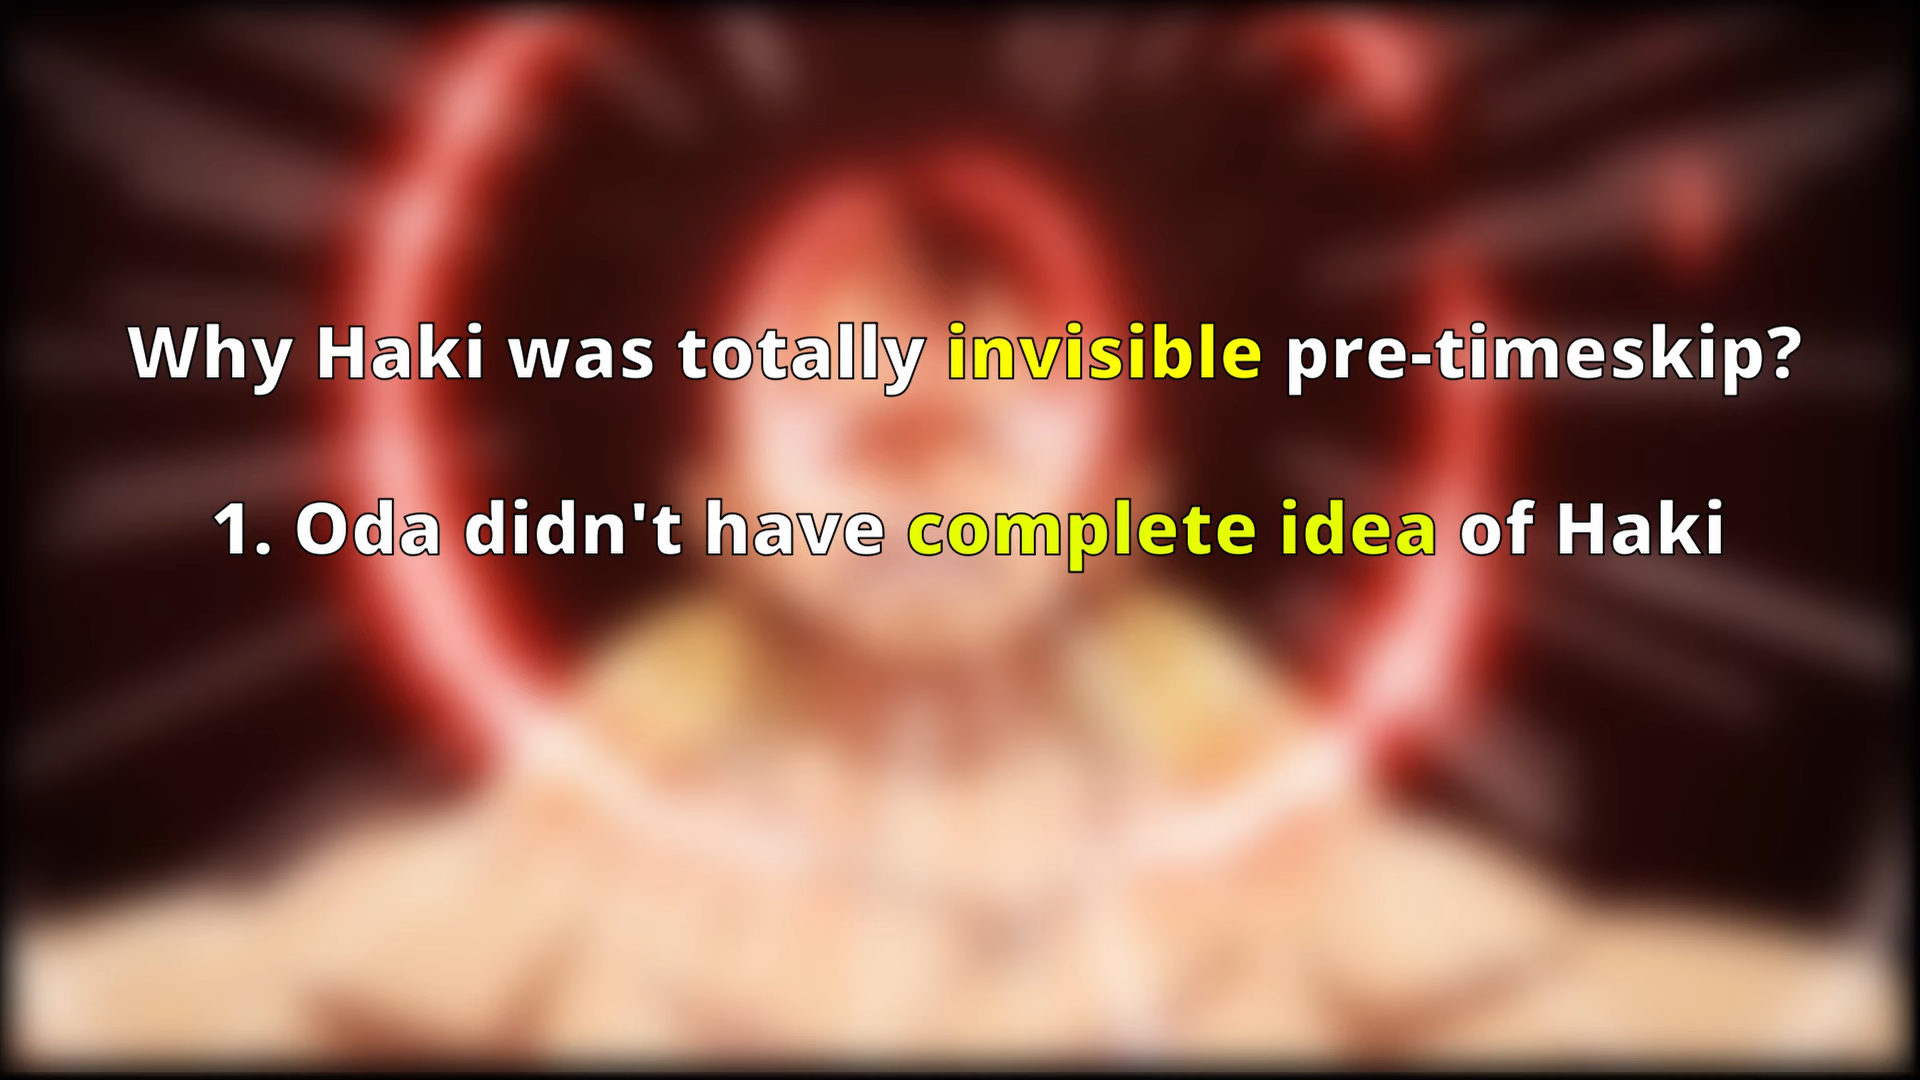 Why Haki was totally invisible pre-timeskip?
1. Oda didn't have complete idea of Haki